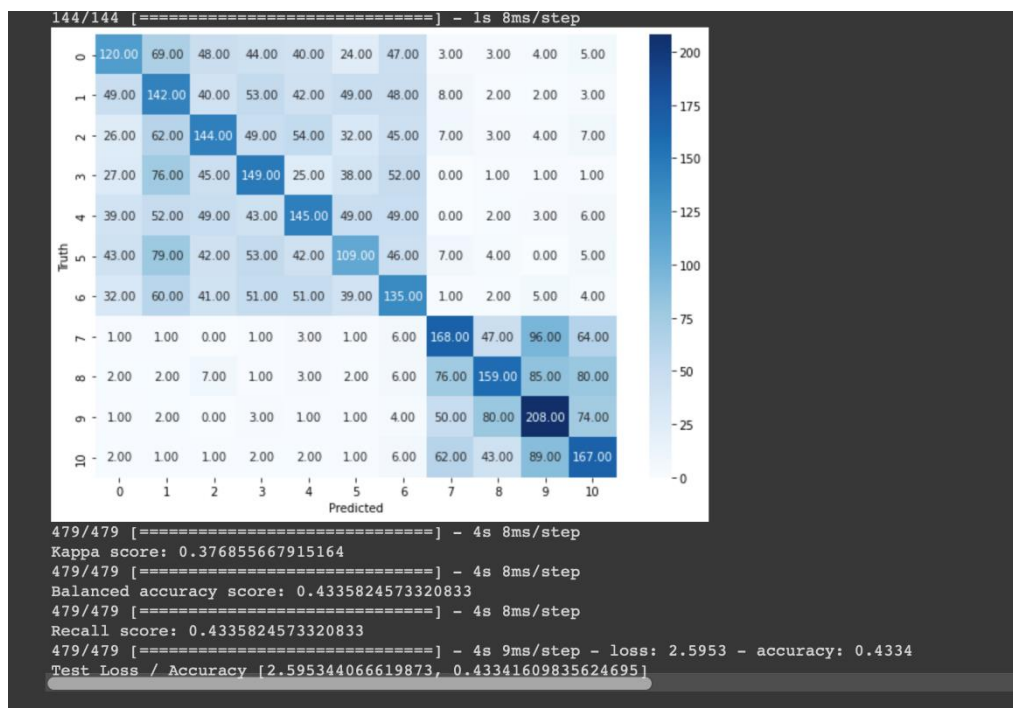 144/144 [==============================] - 1s 8ms/step
0 - 120.00 69.00 48.00 44.00 40.00 24.00 47.00 3.00 3.00 4.00 5.00
1 - 49.00 142.00 40.00 53.00 42.00 49.00 48.00 8.00 2.00 2.00 3.00
2 - 26.00 62.00 144.00 49.00 54.00 32.00 45.00 7.00 3.00 4.00 7.00
3 - 27.00 76.00 45.00 149.00 25.00 38.00 52.00 0.00 1.00 1.00 1.00
4 - 39.00 52.00 49.00 43.00 145.00 49.00 49.00 0.00 2.00 3.00 6.00
5 - 43.00 79.00 42.00 53.00 42.00 109.00 46.00 7.00 4.00 0.00 5.00
6 - 32.00 60.00 41.00 51.00 51.00 39.00 135.00 1.00 2.00 5.00 4.00
7 - 1.00 1.00 0.00 1.00 3.00 1.00 6.00 168.00 47.00 96.00 64.00
8 - 2.00 2.00 7.00 1.00 3.00 2.00 6.00 76.00 159.00 85.00 80.00
9 - 1.00 2.00 0.00 3.00 1.00 1.00 4.00 50.00 80.00 208.00 74.00
10 - 2.00 1.00 1.00 2.00 2.00 1.00 6.00 62.00 43.00 89.00 167.00
0 1 2 3 4 5 6 7 8 9 10
Truth
Predicted
200
175
150
125
100
75
50
25
0
479/479 [==============================] - 4s 8ms/step
Kappa score: 0.376855667915164
479/479 [==============================] - 4s 8ms/step
Balanced accuracy score: 0.4335824573320833
479/479 [==============================] - 4s 8ms/step
Recall score: 0.4335824573320833
479/479 [==============================] - 4s 9ms/step - loss: 2.5953 - accuracy: 0.4334
Test Loss / Accuracy [2.595344066619873, 0.43341609835624695]